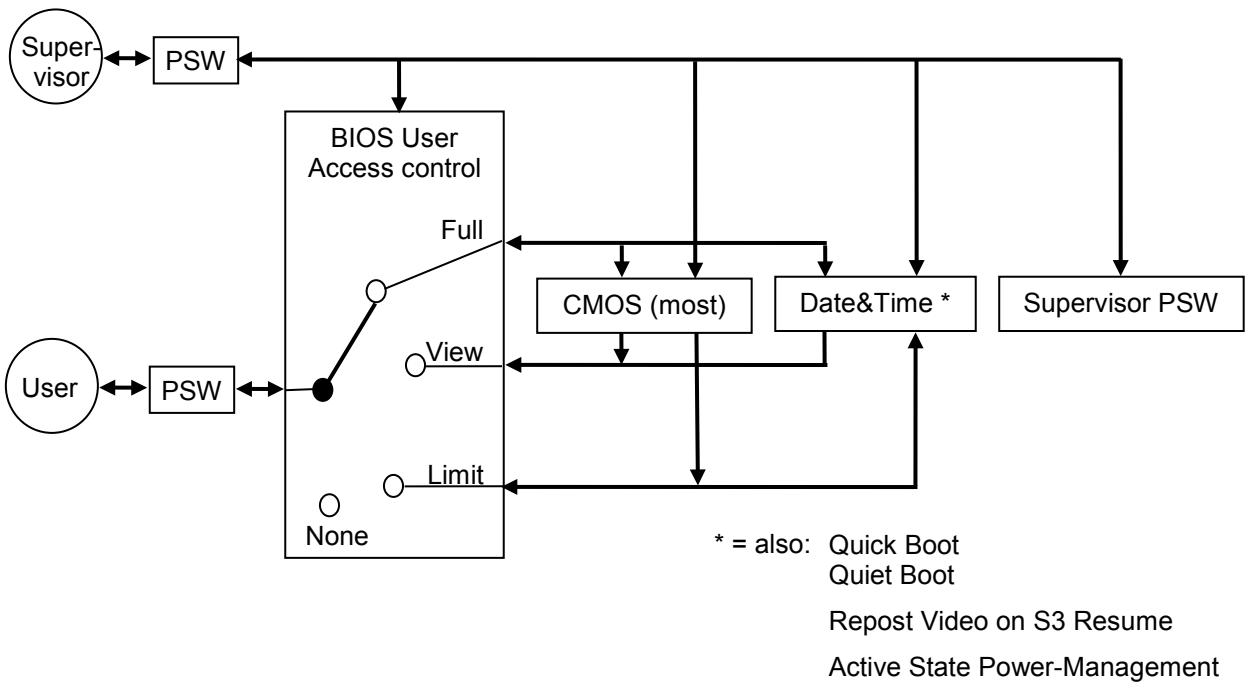 Super-
visor
PSW
BIOS User
Access control
Full
CMOS (most)
Date&Time *
Supervisor PSW
View
User
PSW
Limit
None
* = also: Quick Boot
Quiet Boot
Repost Video on S3 Resume
Active State Power-Management